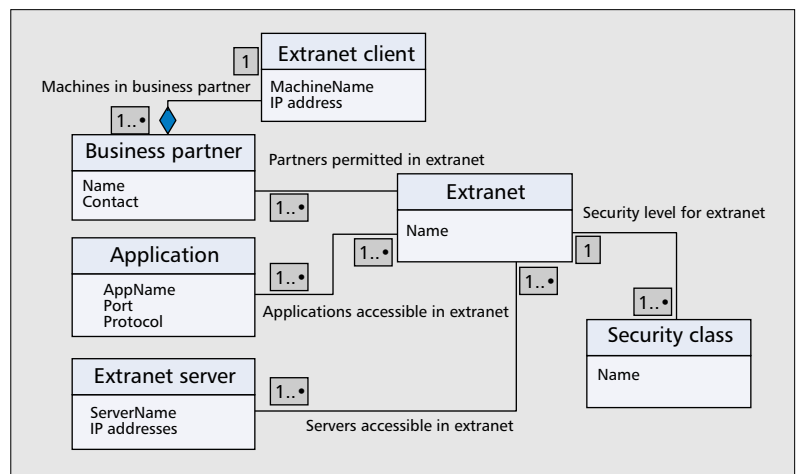 Extranet client
MachineName
IP address
1
Machines in business partner
1..•
Business partner
Name
Contact
Partners permitted in extranet
1..•
Extranet
Name
Security level for extranet
1
1..•
Security class
Name
Application
AppName
Port
Protocol
1..•
1..•
Applications accessible in extranet
1..•
Extranet server
ServerName
IP addresses
1..•
Servers accessible in extranet